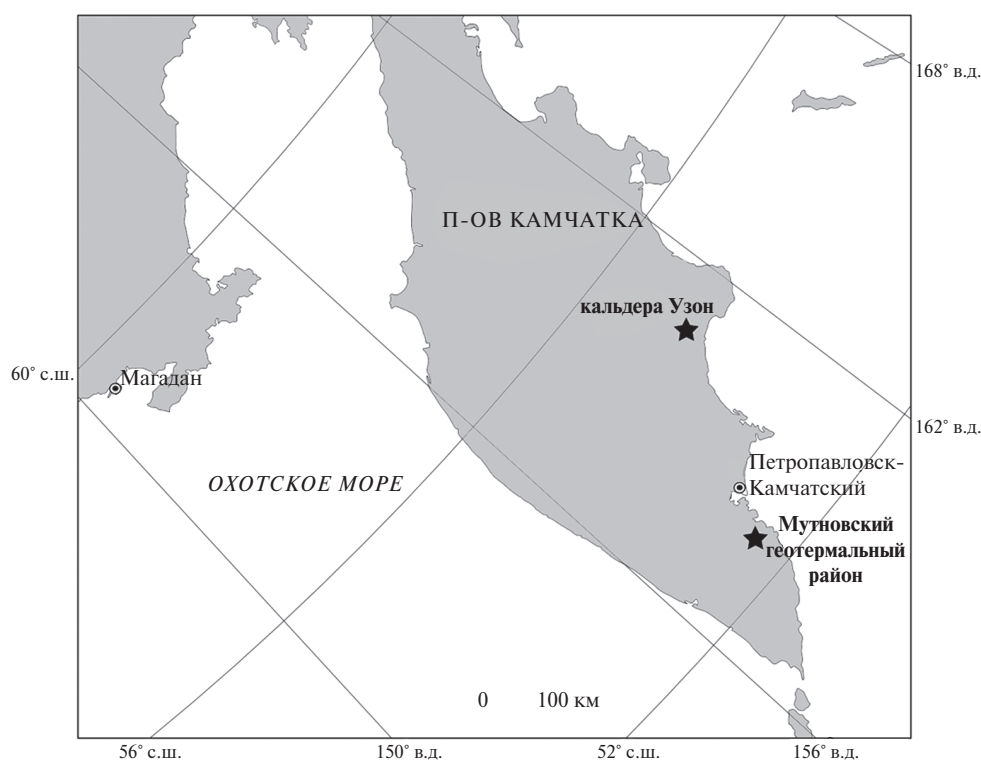 168° в.д.
П-ОВ КАМЧАТКА
кальдера Узон
60° с.ш.
Магадан
162° в.д.
ОХОТСКОЕ МОРЕ
Петропавловск-
Камчатский
Мутновский
геотермальный
район
0 100 км
56° с.ш. 150° в.д. 52° с.ш. 156° в.д.